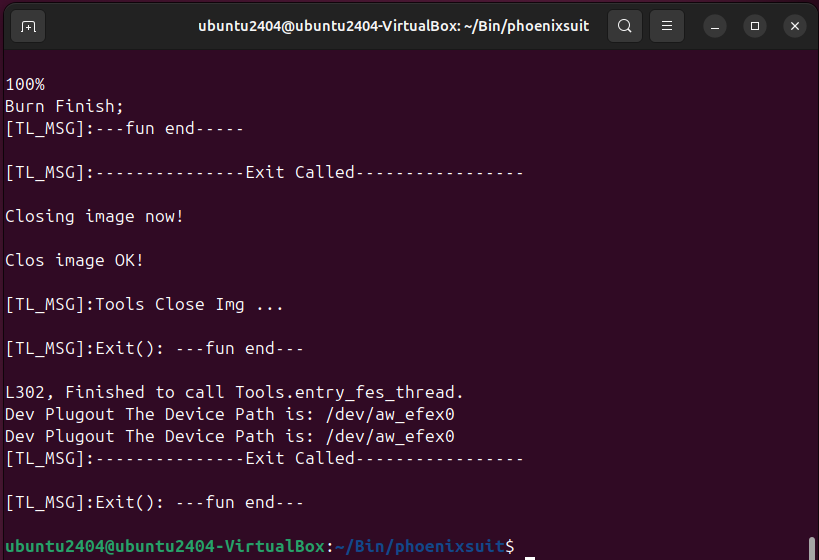 ubuntu2404@ubuntu2404-VirtualBox: ~/Bin/phoenixsuit
100%
Burn Finish;
[TL_MSG]:---fun end-----
[TL_MSG]:---------------Exit Called-----------------
Closing image now!
Clos image OK!
[TL_MSG]:Tools Close Img ...
[TL_MSG]:Exit(): ---fun end---
L302, Finished to call Tools.entry_fes_thread.
Dev Plugout The Device Path is: /dev/aw_efex0
Dev Plugout The Device Path is: /dev/aw_efex0
[TL_MSG]:---------------Exit Called-----------------
[TL_MSG]:Exit(): ---fun end---
ubuntu2404@ubuntu2404-VirtualBox:~/Bin/phoenixsuit$